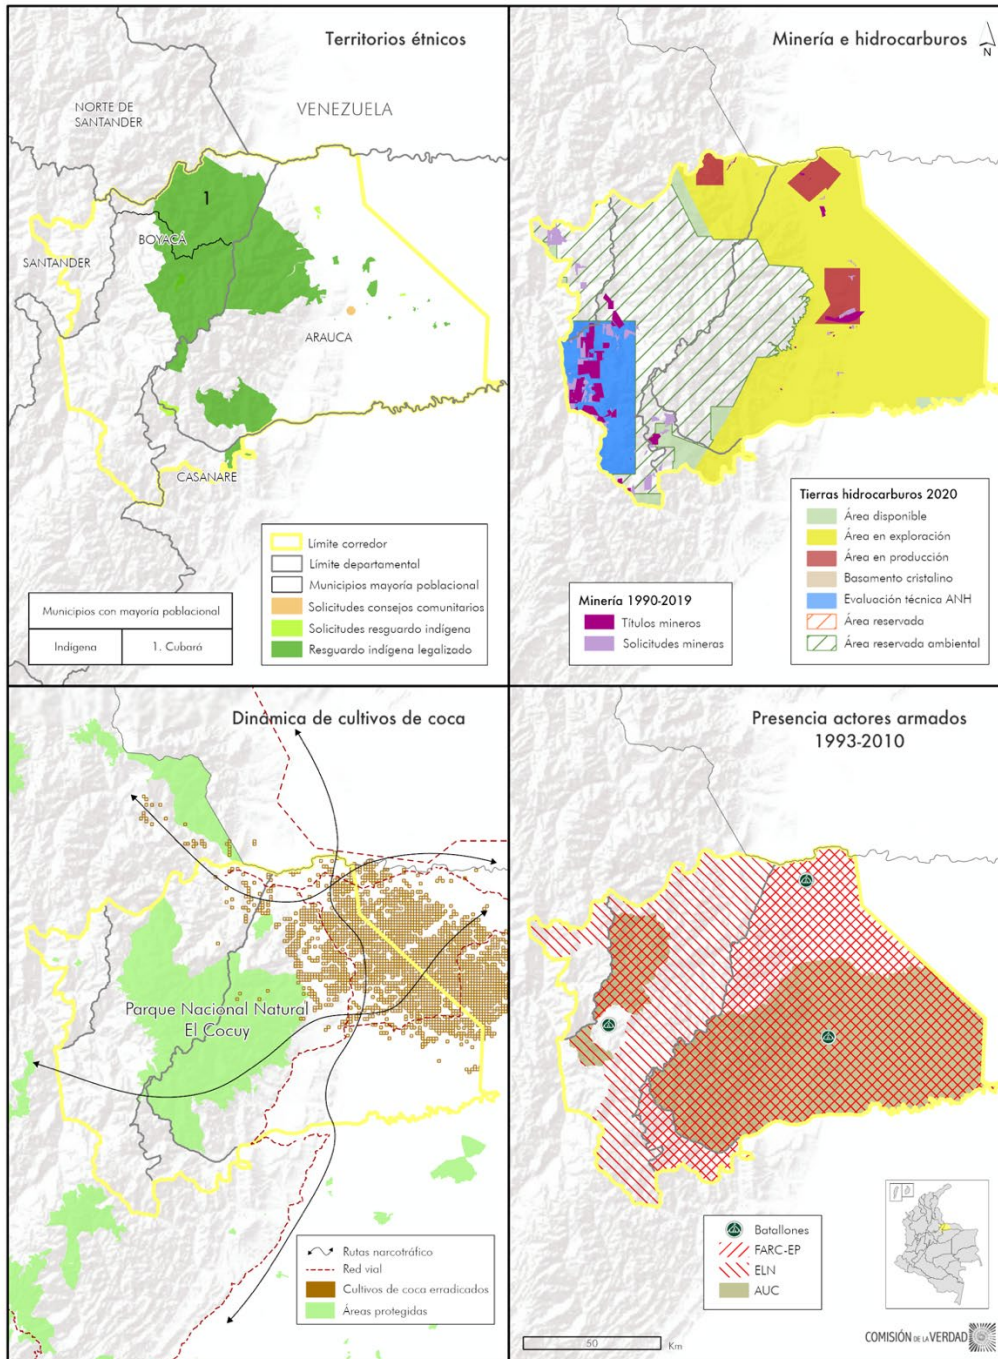 Territorios étnicos
NORTE DE
SANTANDER
VENEZUELA
1
BOYACÁ
SANTANDER
ARAUCA
CASANARE
Límite corredor
Límite departamental
Municipios mayoría poblacional
Solicitudes consejos comunitarios
Solicitudes resguardo indígena
Resguardo indígena legalizado
Municipios con mayoría poblacional
Indígena
1. Cubará
Minería e hidrocarburos
N
Minería 1990-2019
Títulos mineros
Solicitudes mineras
Tierras hidrocarburos 2020
Área disponible
Área en exploración
Área en producción
Basamento cristalino
Evaluación técnica ANH
Área reservada
Área reservada ambiental
Dinámica de cultivos de coca
Parque Nacional Natural
El Cocuy
Rutas narcotráfico
Red vial
Cultivos de coca erradicados
Áreas protegidas
Presencia actores armados
1993-2010
Batallones
FARC-EP
ELN
AUC
50
Km
COMISIÓN DE LA VERDAD